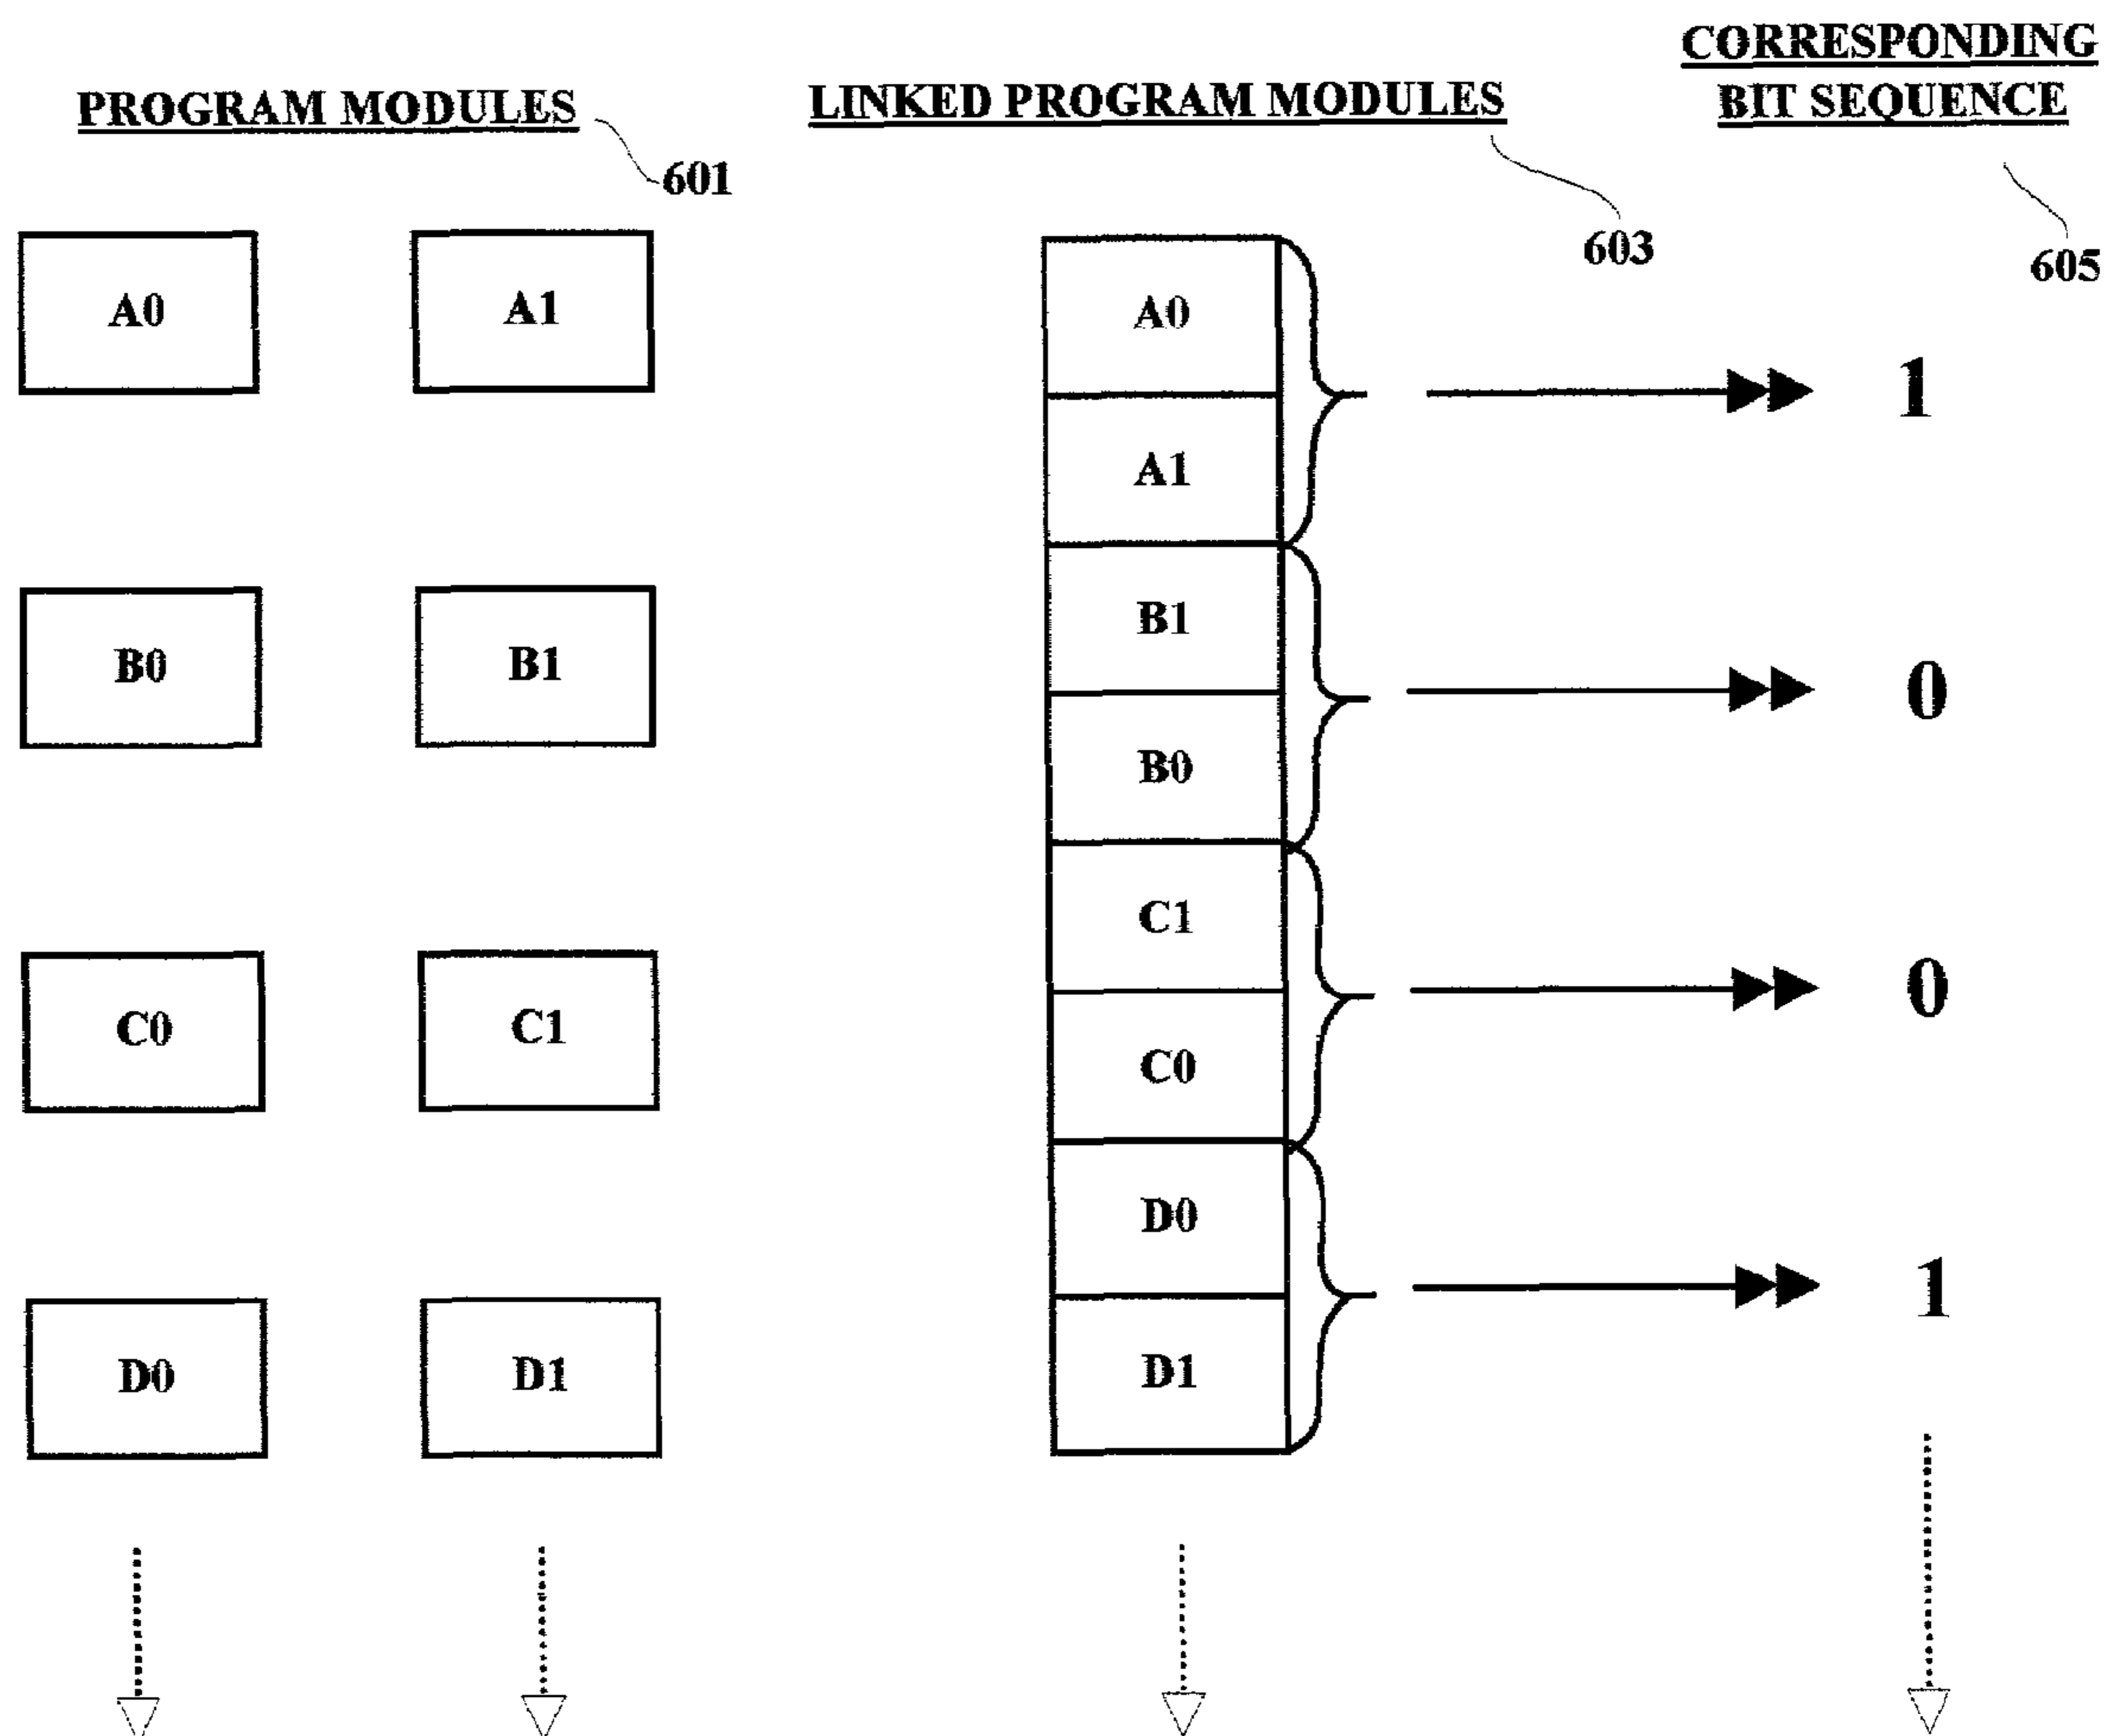 PROGRAM MODULES
601
A0
A1
B0
B1
C0
C1
D0
D1
LINKED PROGRAM MODULES
603
A0
A1
B1
B0
C1
C0
D0
D1
CORRESPONDING
BIT SEQUENCE
605
1
0
0
1